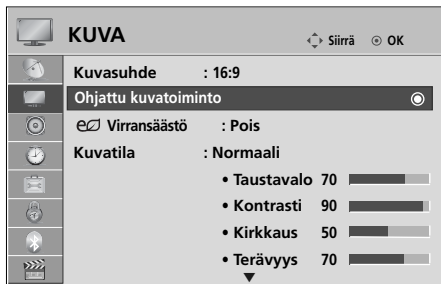 KUVA
Siirrä OK
Kuvasuhde : 16:9
Ohjattu kuvatoiminto
Virransäästö : Pois
Kuvatila : Normaali
• Taustavalo 70
• Kontrasti 90
• Kirkkaus 50
• Terävyys 70